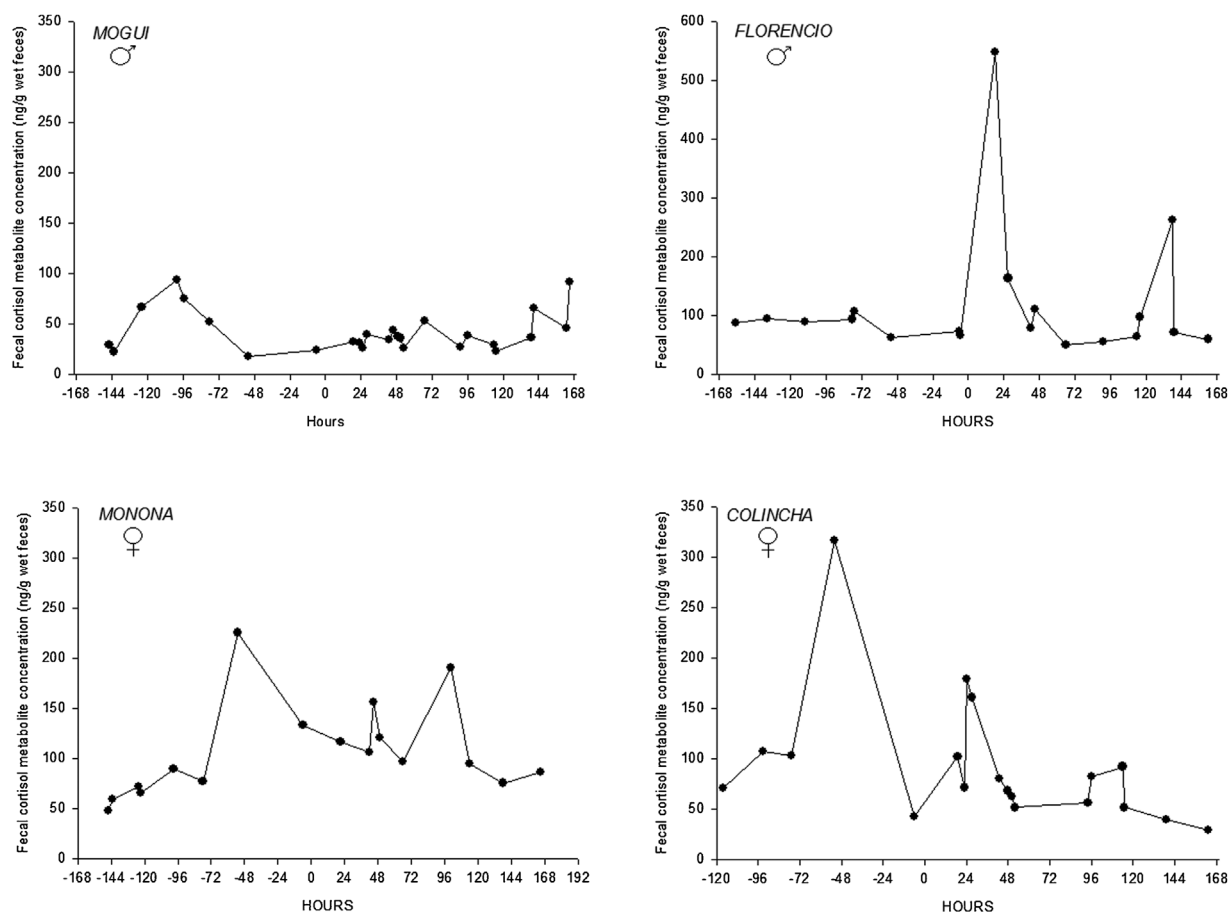 MOGUI
Fecal cortisol metabolite concentration (ng/g wet feces)
350
300
250
200
150
100
50
0
-168 -144 -120 -96 -72 -48 -24 0 24 48 72 96 120 144 168
Hours
FLORENCIO
Fecal cortisol metabolite concentration (ng/g wet feces)
600
500
400
300
200
100
0
-168 -144 -120 -96 -72 -48 -24 0 24 48 72 96 120 144 168
HOURS
MONONA
Fecal cortisol metabolite concentration (ng/g wet feces)
350
300
250
200
150
100
50
0
-168 -144 -120 -96 -72 -48 -24 0 24 48 72 96 120 144 168 192
HOURS
COLINCHA
Fecal cortisol metabolite concentration (ng/g wet feces)
350
300
250
200
150
100
50
0
-120 -96 -72 -48 -24 0 24 48 72 96 120 144 168
HOURS